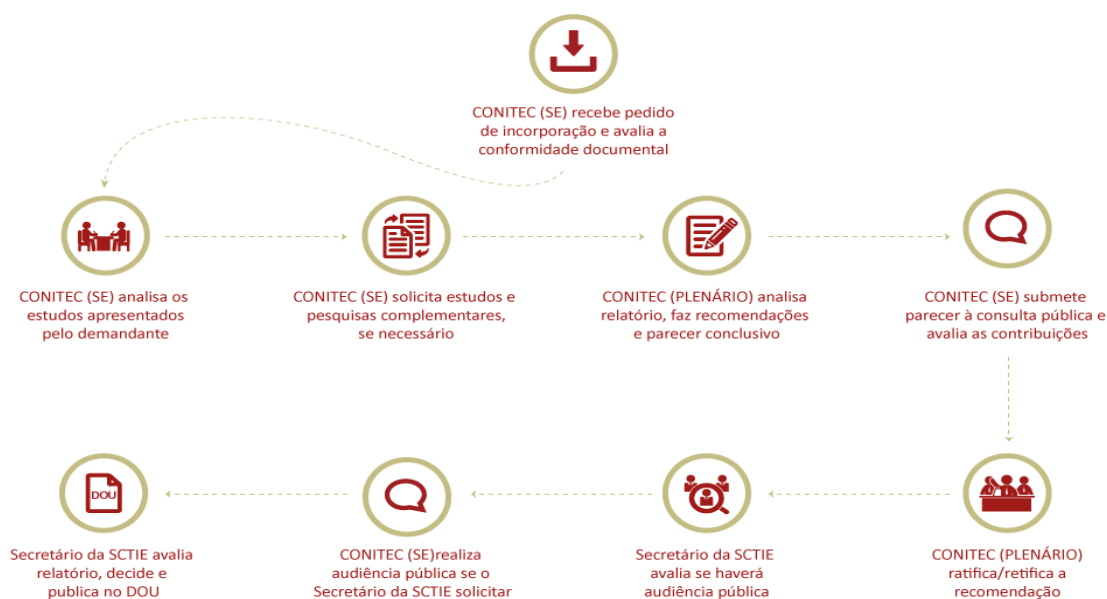 CONITEC (SE) recebe pedido
de incorporação e avalia a
conformidade documental
CONITEC (SE) analisa os
estudos apresentados
pelo demandante
CONITEC (SE) solicita estudos e
pesquisas complementares,
se necessário
CONITEC (PLENÁRIO) analisa
relatório, faz recomendações
e parecer conclusivo
CONITEC (SE) submete
parecer à consulta pública e
avalia as contribuições
CONITEC (PLENÁRIO)
ratifica/retifica a
recomendação
Secretário da SCTIE
avalia se haverá
audiência pública
CONITEC (SE)realiza
audiência pública se o
Secretário da SCTIE solicitar
DOU
Secretário da SCTIE avalia
relatório, decide e
publica no DOU